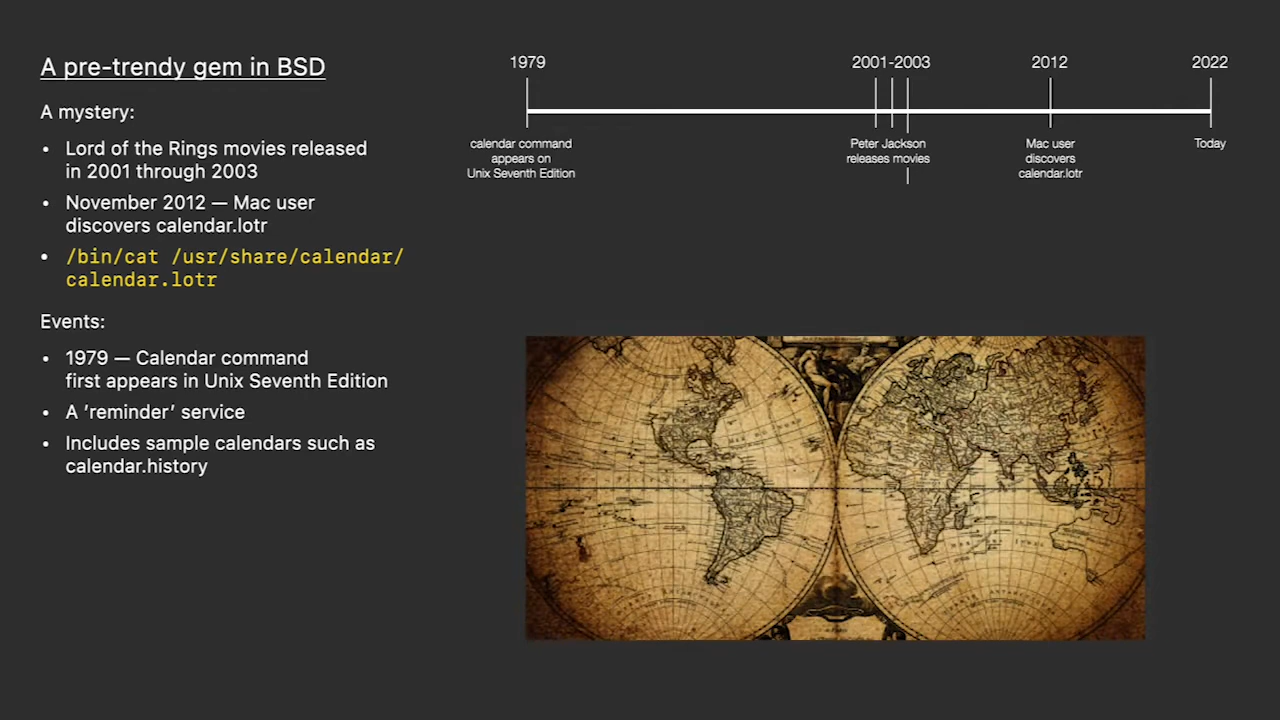 A pre-trendy gem in BSD
A mystery:
• Lord of the Rings movies released
in 2001 through 2003
• November 2012 — Mac user
discovers calendar.lotr
• /bin/cat /usr/share/calendar/
calendar.lotr
Events:
• 1979 — Calendar command
first appears in Unix Seventh Edition
• A ’reminder’ service
• Includes sample calendars such as
calendar.history
1979
2001-2003
2012
2022
calendar command
appears on
Unix Seventh Edition
Peter Jackson
releases movies
Mac user
discovers
calendar.lotr
Today